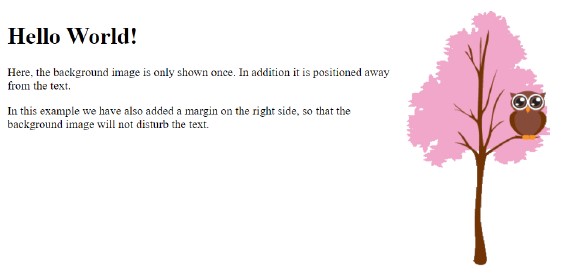 Hello World!
Here, the background image is only shown once. In addition it is positioned away
from the text.
In this example we have also added a margin on the right side, so that the
background image will not disturb the text.